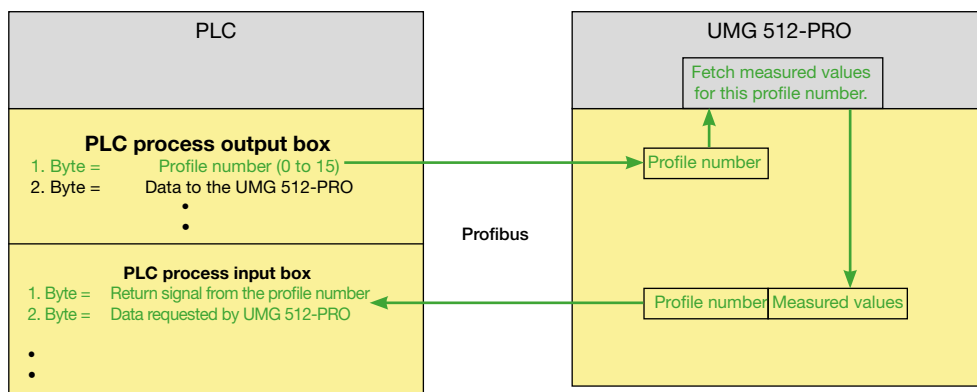 PLC
PLC process output box
1. Byte = Profile number (0 to 15)
2. Byte = Data to the UMG 512-PRO
•
•
PLC process input box
1. Byte = Return signal from the profile number
2. Byte = Data requested by UMG 512-PRO
•
•
Profibus
UMG 512-PRO
Fetch measured values
for this profile number.
Profile number
Profile number Measured values